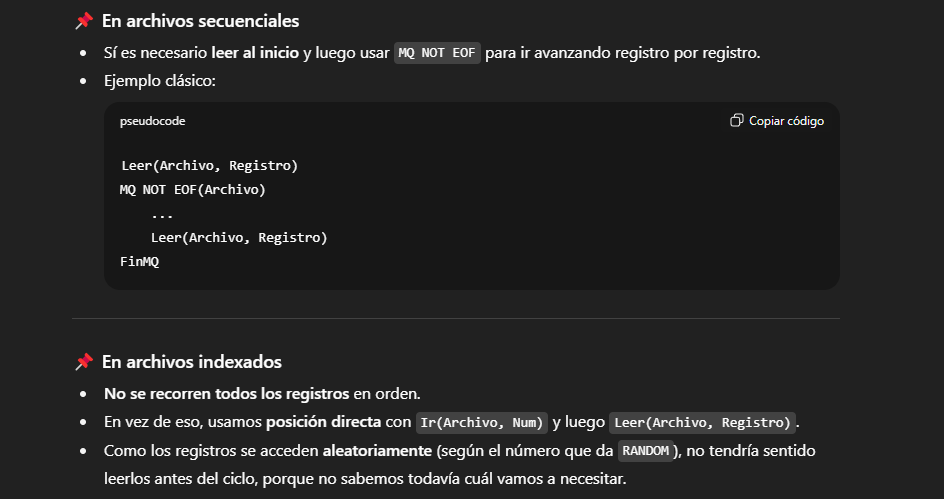 📌 En archivos secuenciales
• Sí es necesario leer al inicio y luego usar MQ NOT EOF para ir avanzando registro por registro.
• Ejemplo clásico:
pseudocode
Copiar código
Leer(Archivo, Registro)
MQ NOT EOF(Archivo)
    ...
    Leer(Archivo, Registro)
FinMQ
📌 En archivos indexados
• No se recorren todos los registros en orden.
• En vez de eso, usamos posición directa con Ir(Archivo, Num) y luego Leer(Archivo, Registro).
• Como los registros se acceden aleatoriamente (según el número que da RANDOM), no tendría sentido
leerlos antes del ciclo, porque no sabemos todavía cuál vamos a necesitar.